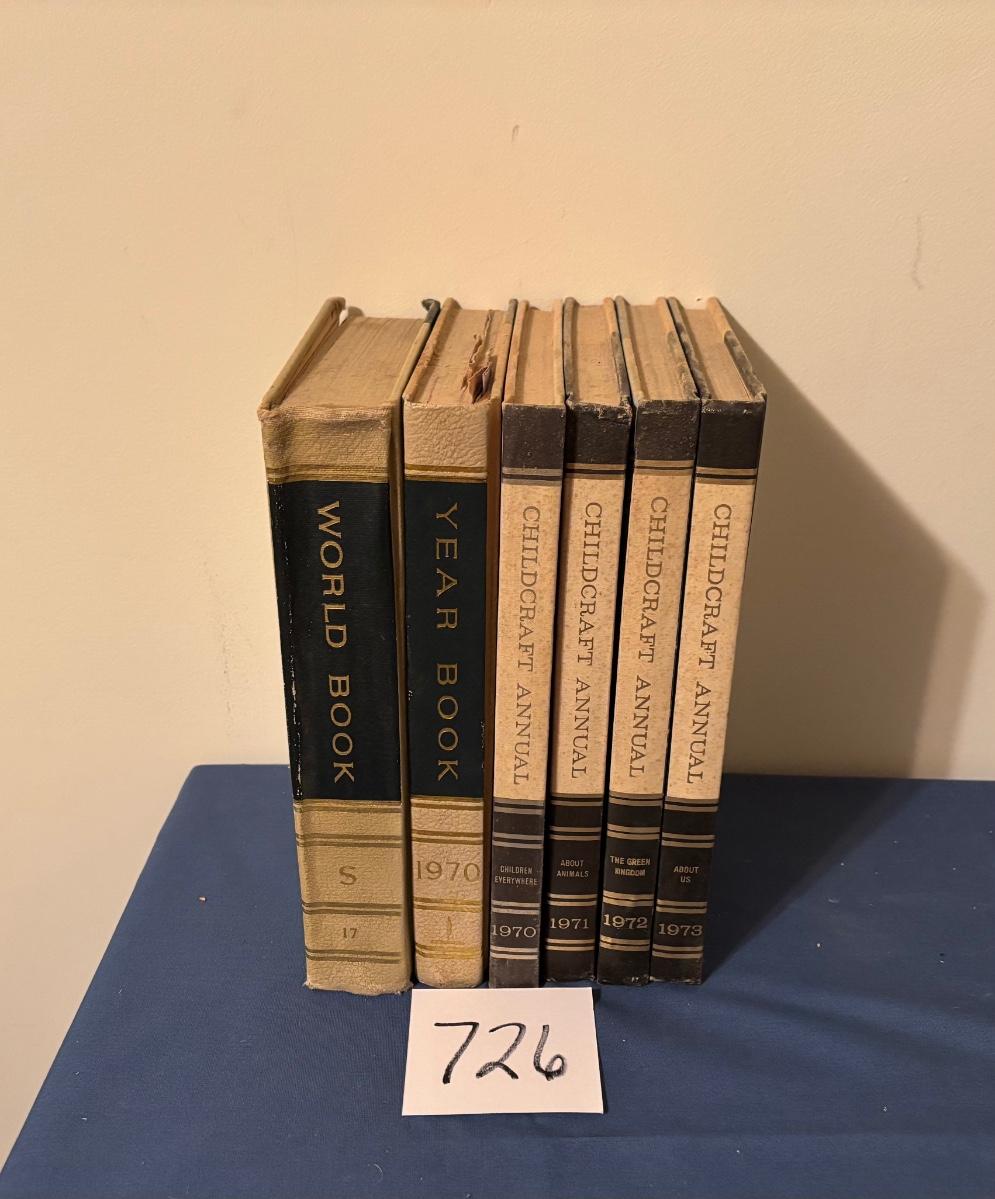 WORLD BOOK
S
17
YEAR BOOK
1970
CHILDCRAFT ANNUAL
CHILDREN
EVERYWHERE
1970
CHILDCRAFT ANNUAL
ABOUT
ANIMALS
1971
CHILDCRAFT ANNUAL
THE GREEN
KINGDOM
1972
CHILDCRAFT ANNUAL
ABOUT
US
1973
726